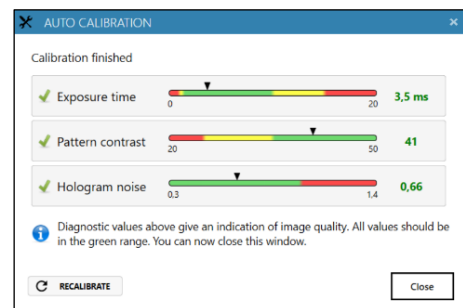 AUTO CALIBRATION
Calibration finished
Exposure time
3,5 ms
0
20
Pattern contrast
41
20
50
Hologram noise
0,66
0.3
1.4
Diagnostic values above give an indication of image quality. All values should be
in the green range. You can now close this window.
RECALIBRATE
Close